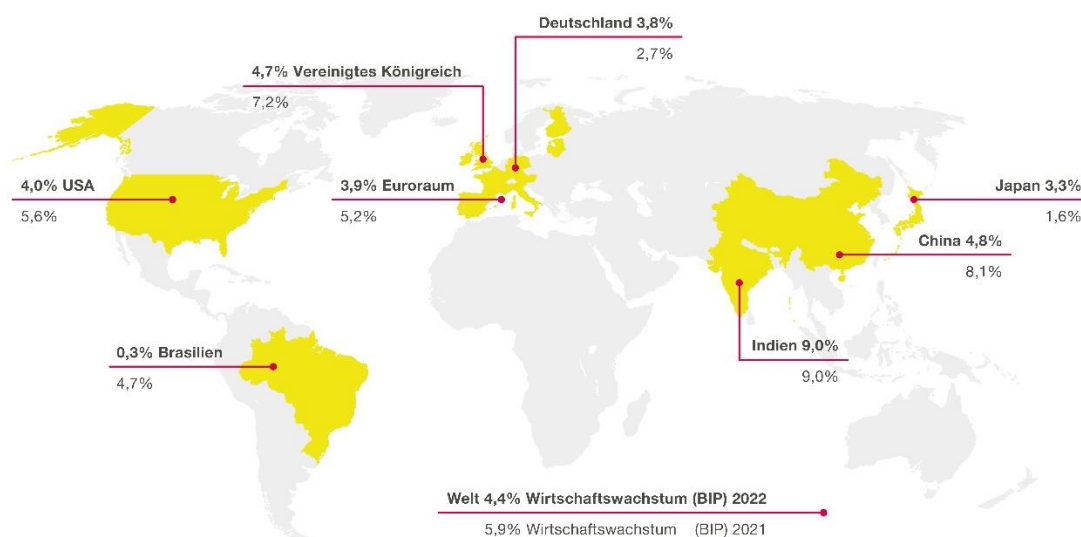 Deutschland 3,8%
2,7%
4,7% Vereinigtes Königreich
7,2%
4,0% USA
5,6%
3,9% Euroraum
5,2%
Japan 3,3%
1,6%
China 4,8%
8,1%
Indien 9,0%
9,0%
0,3% Brasilien
4,7%
Welt 4,4% Wirtschaftswachstum (BIP) 2022
5,9% Wirtschaftswachstum (BIP) 2021